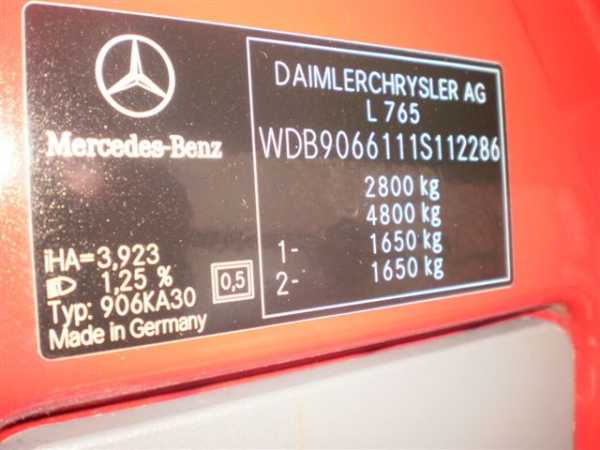 Mercedes-Benz
iHA=3,923
1,25 %
0,5
Typ: 906KA30
Made in Germany
DAIMLERCHRYSLER AG
L 765
WDB9066111S112286
2800 kg
4800 kg
1- 1650 kg
2- 1650 kg